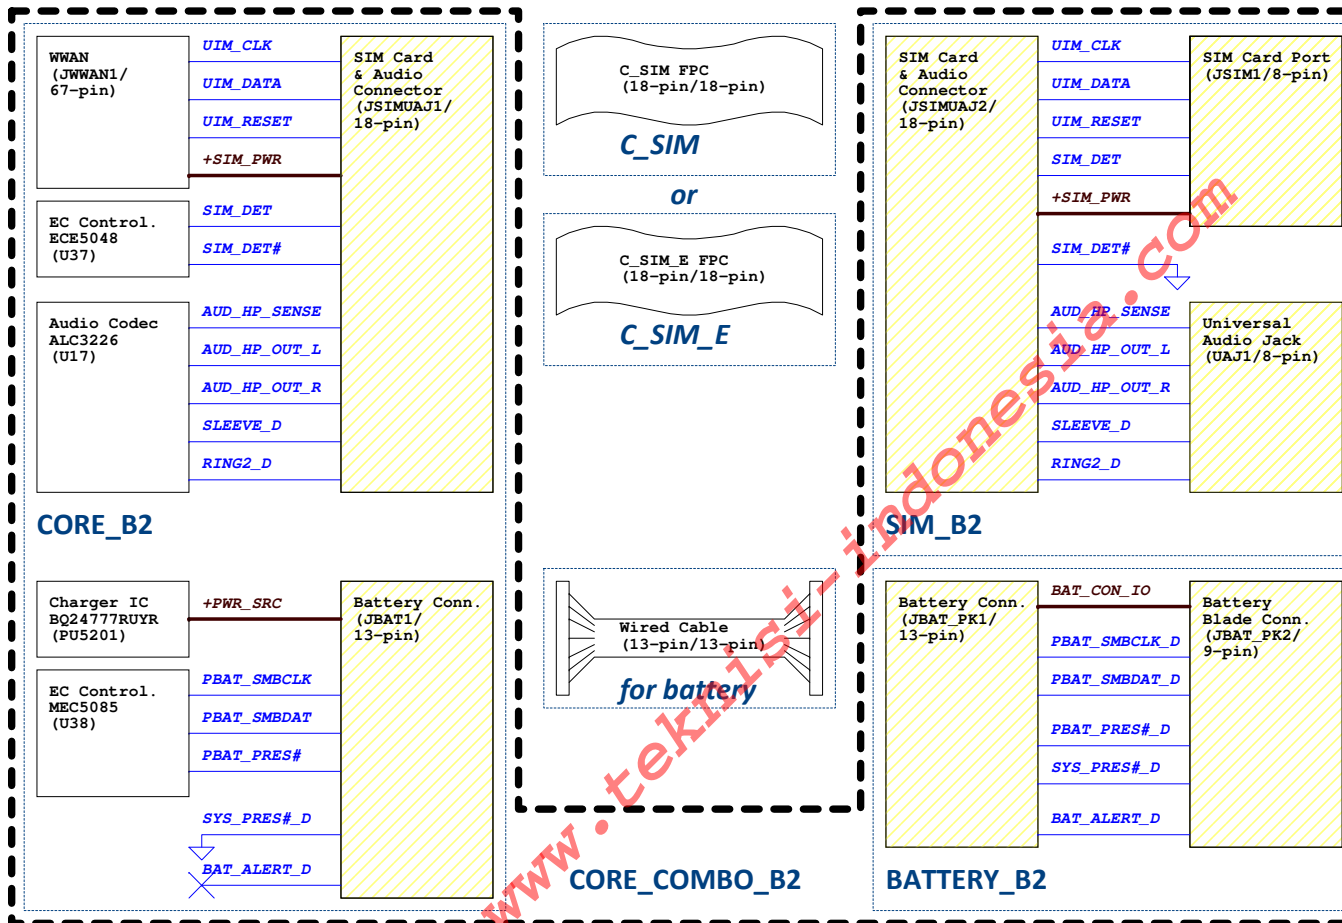 WWAN
(JWWAN1/
67-pin)
UIM_CLK
UIM_DATA
UIM_RESET
+SIM_PWR
SIM Card
& Audio
Connector
(JSIMUAJ1/
18-pin)
EC Control.
ECE5048
(U37)
SIM_DET
SIM_DET#
Audio Codec
ALC3226
(U17)
AUD_HP_SENSE
AUD_HP_OUT_L
AUD_HP_OUT_R
SLEEVE_D
RING2_D
CORE_B2
Charger IC
BQ24777RUYR
(PU5201)
+PWR_SRC
Battery Conn.
(JBAT1/
13-pin)
EC Control.
MEC5085
(U38)
PBAT_SMBCLK
PBAT_SMBDAT
PBAT_PRES#
SYS_PRES#_D
BAT_ALERT_D
C_SIM FPC
(18-pin/18-pin)
C_SIM
or
C_SIM_E FPC
(18-pin/18-pin)
C_SIM_E
Wired Cable
(13-pin/13-pin)
for battery
CORE_COMBO_B2
SIM Card
& Audio
Connector
(JSIMUAJ2/
18-pin)
UIM_CLK
UIM_DATA
UIM_RESET
SIM_DET
+SIM_PWR
SIM_DET#
SIM Card Port
(JSIM1/8-pin)
AUD_HP_SENSE
AUD_HP_OUT_L
AUD_HP_OUT_R
SLEEVE_D
RING2_D
Universal
Audio Jack
(UAJ1/8-pin)
SIM_B2
Battery Conn.
(JBAT_PK1/
13-pin)
BAT_CON_IO
PBAT_SMBCLK_D
PBAT_SMBDAT_D
PBAT_PRES#_D
SYS_PRES#_D
BAT_ALERT_D
Battery
Blade Conn.
(JBAT_PK2/
9-pin)
BATTERY_B2
www.teknisi-indonesia.com